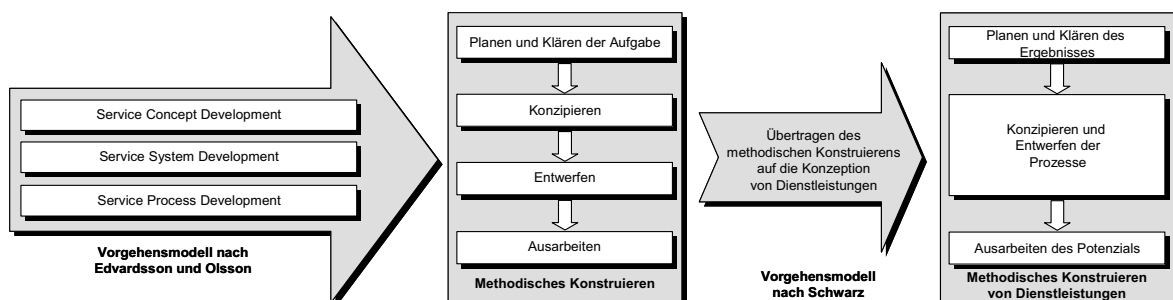 Service Concept Development
Service System Development
Service Process Development
Vorgehensmodell nach
Edvardsson und Olsson
Planen und Klären der Aufgabe
Konzipieren
Entwerfen
Ausarbeiten
Methodisches Konstruieren
Übertragen des
methodischen Konstruierens
auf die Konzeption
von Dienstleistungen
Vorgehensmodell
nach Schwarz
Planen und Klären des
Ergebnisses
Konzipieren und
Entwerfen der
Prozesse
Ausarbeiten des Potenzials
Methodisches Konstruieren
von Dienstleistungen